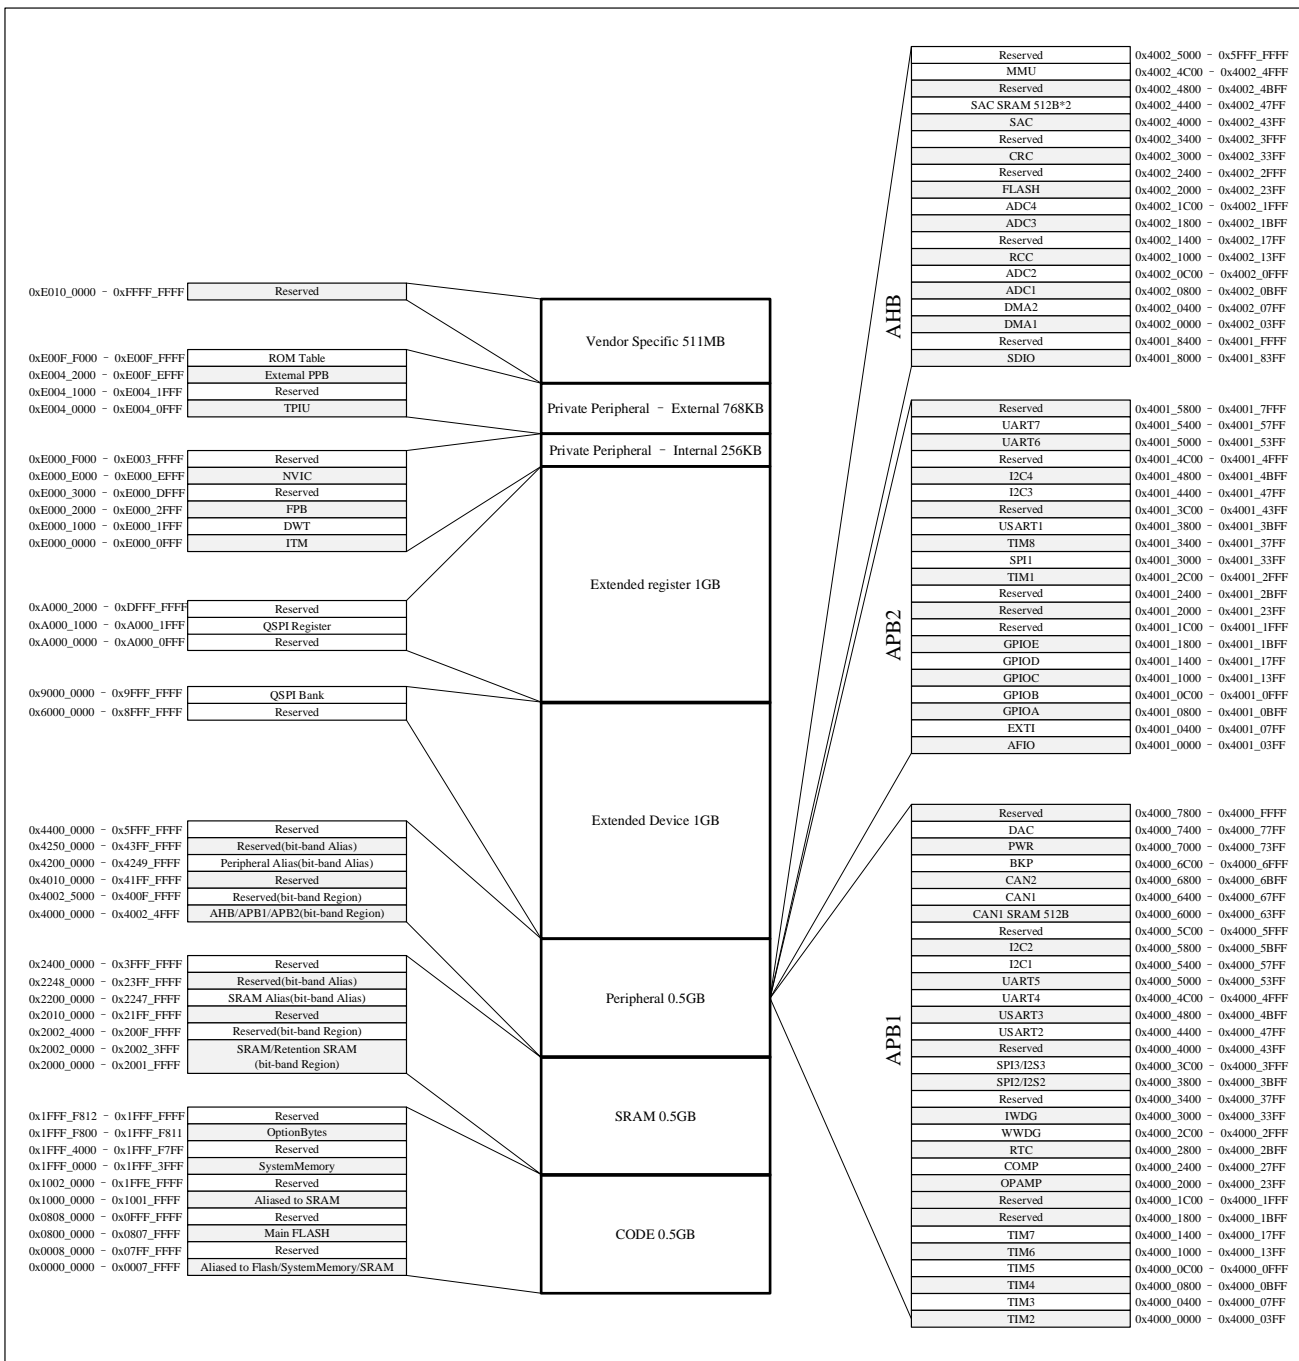 0xE010_0000 - 0xFFFF_FFFF Reserved
0xE00F_F000 - 0xE00F_FFFF ROM Table
0xE004_2000 - 0xE00F_EFFF External PPB
0xE004_1000 - 0xE004_1FFF Reserved
0xE004_0000 - 0xE004_0FFF TPIU
0xE000_F000 - 0xE003_FFFF Reserved
0xE000_E000 - 0xE000_EFFF NVIC
0xE000_3000 - 0xE000_DFFF Reserved
0xE000_2000 - 0xE000_2FFF FPB
0xE000_1000 - 0xE000_1FFF DWT
0xE000_0000 - 0xE000_0FFF ITM
0xA000_2000 - 0xDFFF_FFFF Reserved
0xA000_1000 - 0xA000_1FFF QSPI Register
0xA000_0000 - 0xA000_0FFF Reserved
0x9000_0000 - 0x9FFF_FFFF QSPI Bank
0x6000_0000 - 0x8FFF_FFFF Reserved
0x4400_0000 - 0x5FFF_FFFF Reserved
0x4250_0000 - 0x43FF_FFFF Reserved(bit-band Alias)
0x4200_0000 - 0x4249_FFFF Peripheral Alias(bit-band Alias)
0x4010_0000 - 0x41FF_FFFF Reserved
0x4002_5000 - 0x400F_FFFF Reserved(bit-band Region)
0x4000_0000 - 0x4002_4FFF AHB/APB1/APB2(bit-band Region)
0x2400_0000 - 0x3FFF_FFFF Reserved
0x2248_0000 - 0x23FF_FFFF Reserved(bit-band Alias)
0x2200_0000 - 0x2247_FFFF SRAM Alias(bit-band Alias)
0x2010_0000 - 0x21FF_FFFF Reserved
0x2002_4000 - 0x200F_FFFF Reserved(bit-band Region)
0x2002_0000 - 0x2002_3FFF SRAM/Retention SRAM
0x2000_0000 - 0x2001_FFFF (bit-band Region)
0x1FFF_F812 - 0x1FFF_FFFF Reserved
0x1FFF_F800 - 0x1FFF_F811 OptionBytes
0x1FFF_4000 - 0x1FFF_F7FF Reserved
0x1FFF_0000 - 0x1FFF_3FFF SystemMemory
0x1002_0000 - 0x1FFE_FFFF Reserved
0x1000_0000 - 0x1001_FFFF Aliased to SRAM
0x0808_0000 - 0x0FFF_FFFF Reserved
0x0800_0000 - 0x0807_FFFF Main FLASH
0x0008_0000 - 0x07FF_FFFF Reserved
0x0000_0000 - 0x0007_FFFF Aliased to Flash/SystemMemory/SRAM
Vendor Specific 511MB
Private Peripheral - External 768KB
Private Peripheral - Internal 256KB
Extended register 1GB
Extended Device 1GB
Peripheral 0.5GB
SRAM 0.5GB
CODE 0.5GB
AHB
Reserved 0x4002_5000 - 0x5FFF_FFFF
MMU 0x4002_4C00 - 0x4002_4FFF
Reserved 0x4002_4800 - 0x4002_4BFF
SAC SRAM 512B*2 0x4002_4400 - 0x4002_47FF
SAC 0x4002_4000 - 0x4002_43FF
Reserved 0x4002_3400 - 0x4002_3FFF
CRC 0x4002_3000 - 0x4002_33FF
Reserved 0x4002_2400 - 0x4002_2FFF
FLASH 0x4002_2000 - 0x4002_23FF
ADC4 0x4002_1C00 - 0x4002_1FFF
ADC3 0x4002_1800 - 0x4002_1BFF
Reserved 0x4002_1400 - 0x4002_17FF
RCC 0x4002_1000 - 0x4002_13FF
ADC2 0x4002_0C00 - 0x4002_0FFF
ADC1 0x4002_0800 - 0x4002_0BFF
DMA2 0x4002_0400 - 0x4002_07FF
DMA1 0x4002_0000 - 0x4002_03FF
Reserved 0x4001_8400 - 0x4001_FFFF
SDIO 0x4001_8000 - 0x4001_83FF
APB2
Reserved 0x4001_5800 - 0x4001_7FFF
UART7 0x4001_5400 - 0x4001_57FF
UART6 0x4001_5000 - 0x4001_53FF
Reserved 0x4001_4C00 - 0x4001_4FFF
I2C4 0x4001_4800 - 0x4001_4BFF
I2C3 0x4001_4400 - 0x4001_47FF
Reserved 0x4001_3C00 - 0x4001_43FF
USART1 0x4001_3800 - 0x4001_3BFF
TIM8 0x4001_3400 - 0x4001_37FF
SPI1 0x4001_3000 - 0x4001_33FF
TIM1 0x4001_2C00 - 0x4001_2FFF
Reserved 0x4001_2400 - 0x4001_2BFF
Reserved 0x4001_2000 - 0x4001_23FF
Reserved 0x4001_1C00 - 0x4001_1FFF
GPIOE 0x4001_1800 - 0x4001_1BFF
GPIOD 0x4001_1400 - 0x4001_17FF
GPIOC 0x4001_1000 - 0x4001_13FF
GPIOB 0x4001_0C00 - 0x4001_0FFF
GPIOA 0x4001_0800 - 0x4001_0BFF
EXTI 0x4001_0400 - 0x4001_07FF
AFIO 0x4001_0000 - 0x4001_03FF
APB1
Reserved 0x4000_7800 - 0x4000_FFFF
DAC 0x4000_7400 - 0x4000_77FF
PWR 0x4000_7000 - 0x4000_73FF
BKP 0x4000_6C00 - 0x4000_6FFF
CAN2 0x4000_6800 - 0x4000_6BFF
CAN1 0x4000_6400 - 0x4000_67FF
CAN1 SRAM 512B 0x4000_6000 - 0x4000_63FF
Reserved 0x4000_5C00 - 0x4000_5FFF
I2C2 0x4000_5800 - 0x4000_5BFF
I2C1 0x4000_5400 - 0x4000_57FF
UART5 0x4000_5000 - 0x4000_53FF
UART4 0x4000_4C00 - 0x4000_4FFF
USART3 0x4000_4800 - 0x4000_4BFF
USART2 0x4000_4400 - 0x4000_47FF
Reserved 0x4000_4000 - 0x4000_43FF
SPI3/I2S3 0x4000_3C00 - 0x4000_3FFF
SPI2/I2S2 0x4000_3800 - 0x4000_3BFF
Reserved 0x4000_3400 - 0x4000_37FF
IWDG 0x4000_3000 - 0x4000_33FF
WWDG 0x4000_2C00 - 0x4000_2FFF
RTC 0x4000_2800 - 0x4000_2BFF
COMP 0x4000_2400 - 0x4000_27FF
OPAMP 0x4000_2000 - 0x4000_23FF
Reserved 0x4000_1C00 - 0x4000_1FFF
Reserved 0x4000_1800 - 0x4000_1BFF
TIM7 0x4000_1400 - 0x4000_17FF
TIM6 0x4000_1000 - 0x4000_13FF
TIM5 0x4000_0C00 - 0x4000_0FFF
TIM4 0x4000_0800 - 0x4000_0BFF
TIM3 0x4000_0400 - 0x4000_07FF
TIM2 0x4000_0000 - 0x4000_03FF